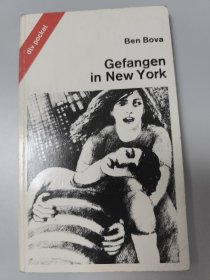 dtv pocket
Ben Bova
Gefangen
in New York